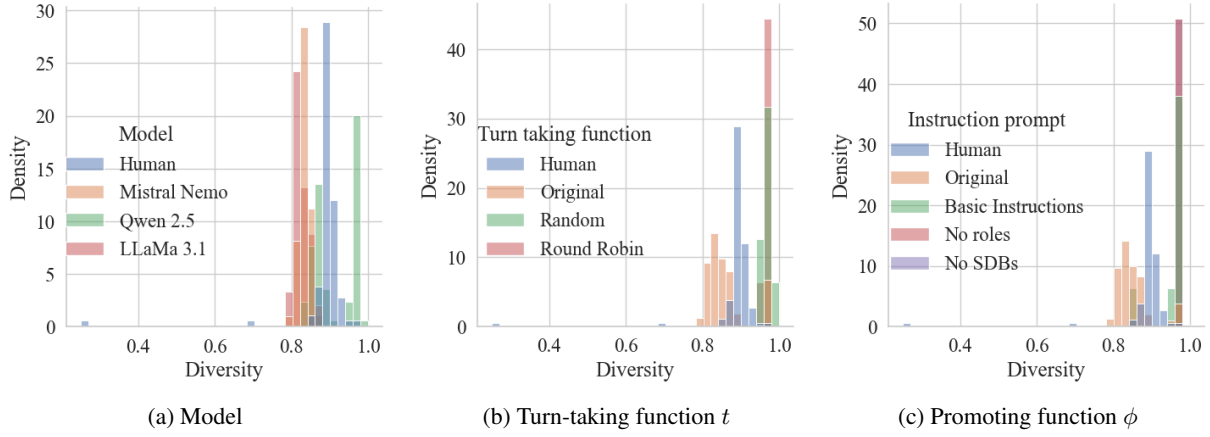 30
25
20
15
10
5
0
Density
Model
Human
Mistral Nemo
Qwen 2.5
LLaMa 3.1
0.4
0.6
0.8
1.0
Diversity
(a) Model
40
30
20
10
0
Density
Turn taking function
Human
Original
Random
Round Robin
0.4
0.6
0.8
1.0
Diversity
(b) Turn-taking function t
50
40
30
20
10
0
Density
Instruction prompt
Human
Original
Basic Instructions
No roles
No SDBs
0.4
0.6
0.8
1.0
Diversity
(c) Promoting function ϕ